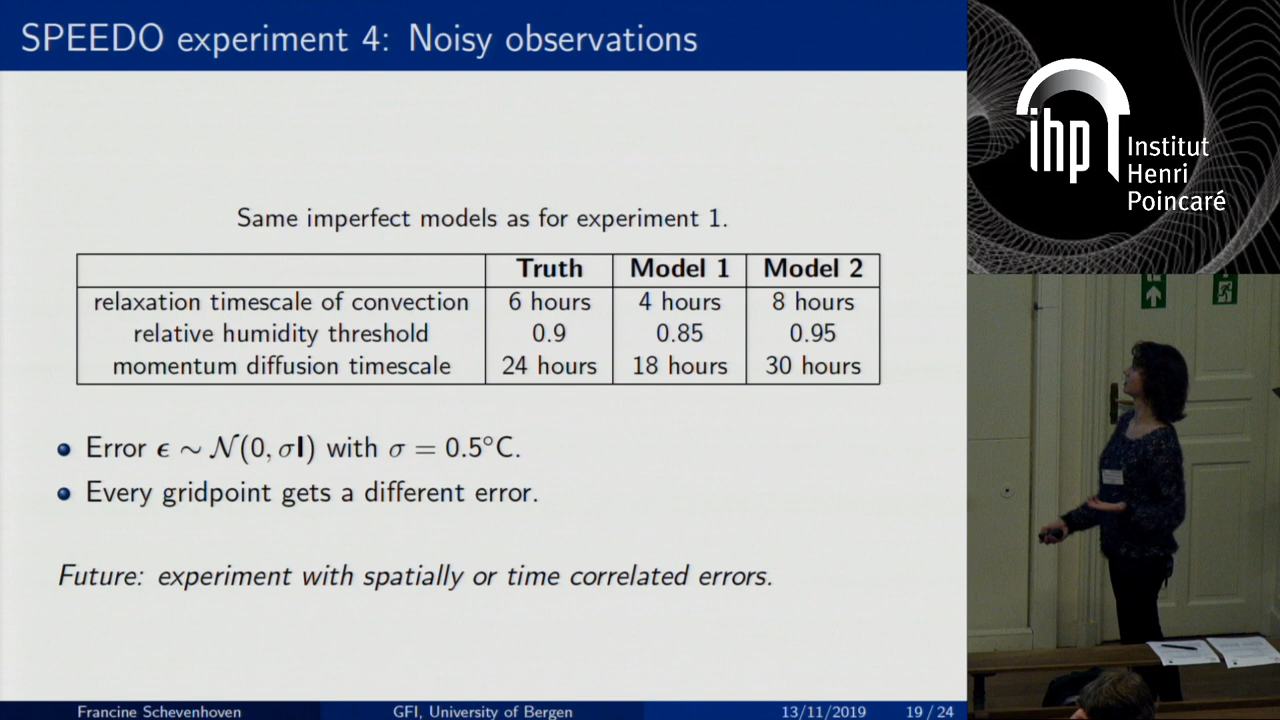 SPEEDO experiment 4: Noisy observations
Same imperfect models as for experiment 1.
Truth Model 1 Model 2
relaxation timescale of convection 6 hours 4 hours 8 hours
relative humidity threshold 0.9 0.85 0.95
momentum diffusion timescale 24 hours 18 hours 30 hours
Error ϵ ∼ 𝒩(0, σI) with σ = 0.5°C.
Every gridpoint gets a different error.
Future: experiment with spatially or time correlated errors.
Francine Schevenhoven GFI, University of Bergen 13/11/2019 19 / 24
ihp
Institut
Henri
Poincaré